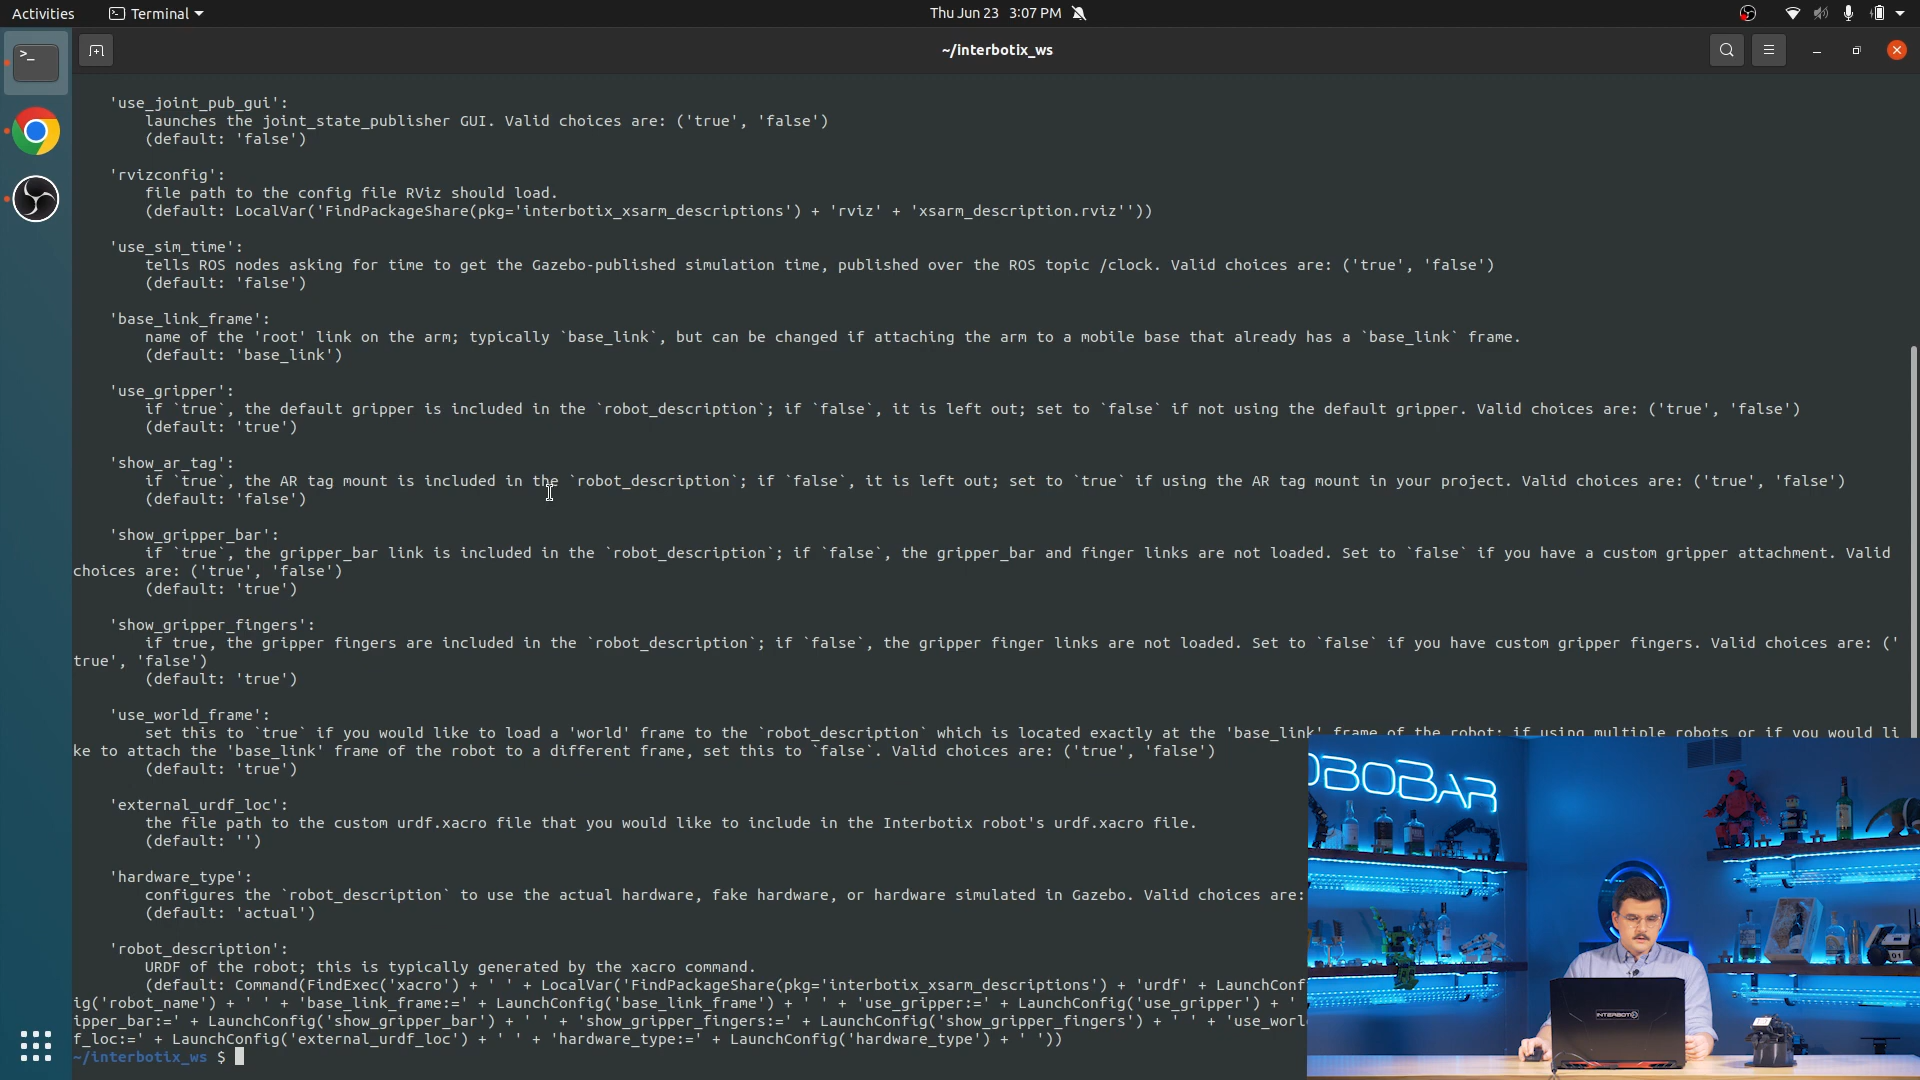 Activities
Terminal
Thu Jun 23 3:07 PM
~/interbotix_ws
'use_joint_pub_gui':
launches the joint_state_publisher GUI. Valid choices are: ('true', 'false')
(default: 'false')
'rvizconfig':
file path to the config file RViz should load.
(default: LocalVar('FindPackageShare(pkg='interbotix_xsarm_descriptions') + 'rviz' + 'xsarm_description.rviz''))
'use_sim_time':
tells ROS nodes asking for time to get the Gazebo-published simulation time, published over the ROS topic /clock. Valid choices are: ('true', 'false')
(default: 'false')
'base_link_frame':
name of the 'root' link on the arm; typically `base_link`, but can be changed if attaching the arm to a mobile base that already has a `base_link` frame.
(default: 'base_link')
'use_gripper':
if `true`, the default gripper is included in the `robot_description`; if `false`, it is left out; set to `false` if not using the default gripper. Valid choices are: ('true', 'false')
(default: 'true')
'show_ar_tag':
if `true`, the AR tag mount is included in the `robot_description`; if `false`, it is left out; set to `true` if using the AR tag mount in your project. Valid choices are: ('true', 'false')
(default: 'false')
'show_gripper_bar':
if `true`, the gripper_bar link is included in the `robot_description`; if `false`, the gripper_bar and finger links are not loaded. Set to `false` if you have a custom gripper attachment. Valid
choices are: ('true', 'false')
(default: 'true')
'show_gripper_fingers':
if true, the gripper fingers are included in the `robot_description`; if `false`, the gripper finger links are not loaded. Set to `false` if you have custom gripper fingers. Valid choices are: ('
true', 'false')
(default: 'true')
'use_world_frame':
set this to `true` if you would like to load a 'world' frame to the `robot_description` which is located exactly at the 'base_link' frame of the robot; if using multiple robots or if you would li
ke to attach the 'base_link' frame of the robot to a different frame, set this to `false`. Valid choices are: ('true', 'false')
(default: 'true')
'external_urdf_loc':
the file path to the custom urdf.xacro file that you would like to include in the Interbotix robot's urdf.xacro file.
(default: '')
'hardware_type':
configures the `robot_description` to use the actual hardware, fake hardware, or hardware simulated in Gazebo. Valid choices are:
(default: 'actual')
'robot_description':
URDF of the robot; this is typically generated by the xacro command.
(default: Command(FindExec('xacro') + ' ' + LocalVar('FindPackageShare(pkg='interbotix_xsarm_descriptions') + 'urdf' + LaunchConf
ig('robot_name') + ' ' + 'base_link_frame:=' + LaunchConfig('base_link_frame') + ' ' + 'use_gripper:=' + LaunchConfig('use_gripper') + '
ipper_bar:=' + LaunchConfig('show_gripper_bar') + ' ' + 'show_gripper_fingers:=' + LaunchConfig('show_gripper_fingers') + ' ' + 'use_worl
f_loc:=' + LaunchConfig('external_urdf_loc') + ' ' + 'hardware_type:=' + LaunchConfig('hardware_type') + ' '))
~/interbotix_ws $
OBOBAR
INTERBOTIX
01